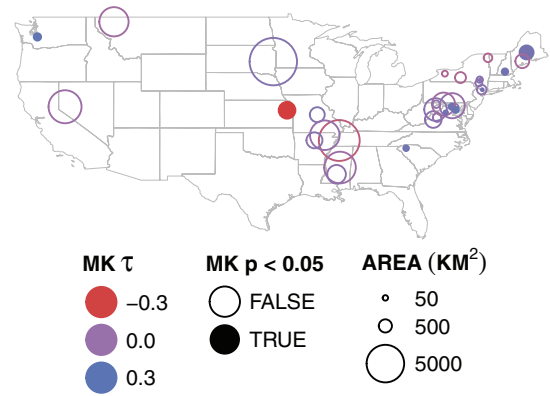 MK τ
−0.3
0.0
0.3
MK p < 0.05
FALSE
TRUE
AREA (KM²)
50
500
5000